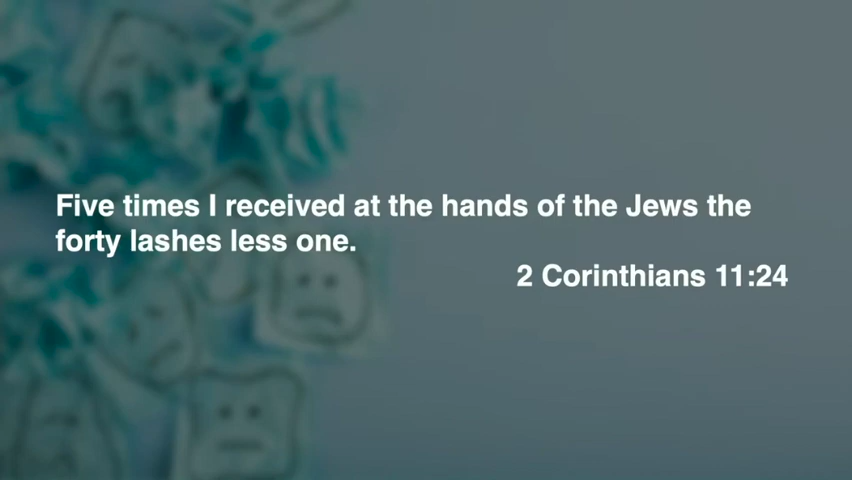 Five times I received at the hands of the Jews the
forty lashes less one.
2 Corinthians 11:24